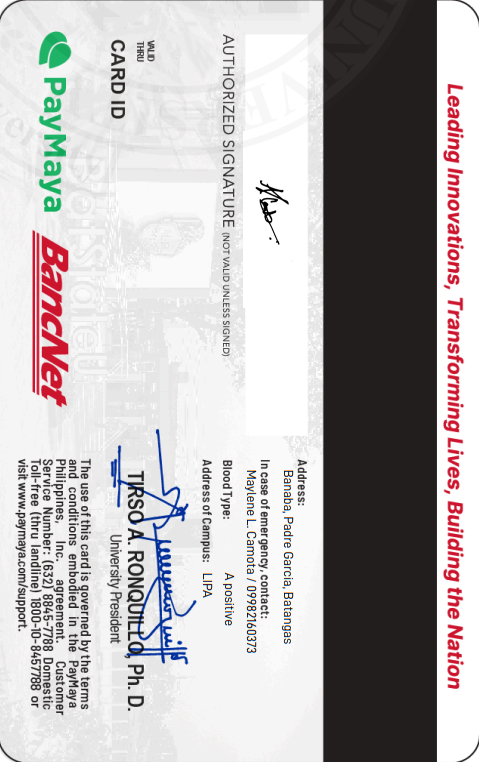 Leading Innovations, Transforming Lives, Building the Nation
AUTHORIZED SIGNATURE (NOT VALID UNLESS SIGNED)
Address:
Banaba, Padre Garcia, Batangas
In case of emergency, contact:
Maylene L. Camota / 09982160373
Blood Type: A positive
Address of Campus: LIPA
VALID
THRU
CARD ID
TIRSO A. RONQUILLO, Ph. D.
University President
PayMaya
BancNet
The use of this card is governed by the terms
and conditions embodied in the PayMaya
Philippines, Inc. agreement. Customer
Service Number: (632) 8845-7788 Domestic
Toll-free (thru landline) 1800-10-8457788 or
visit www.paymaya.com/support.